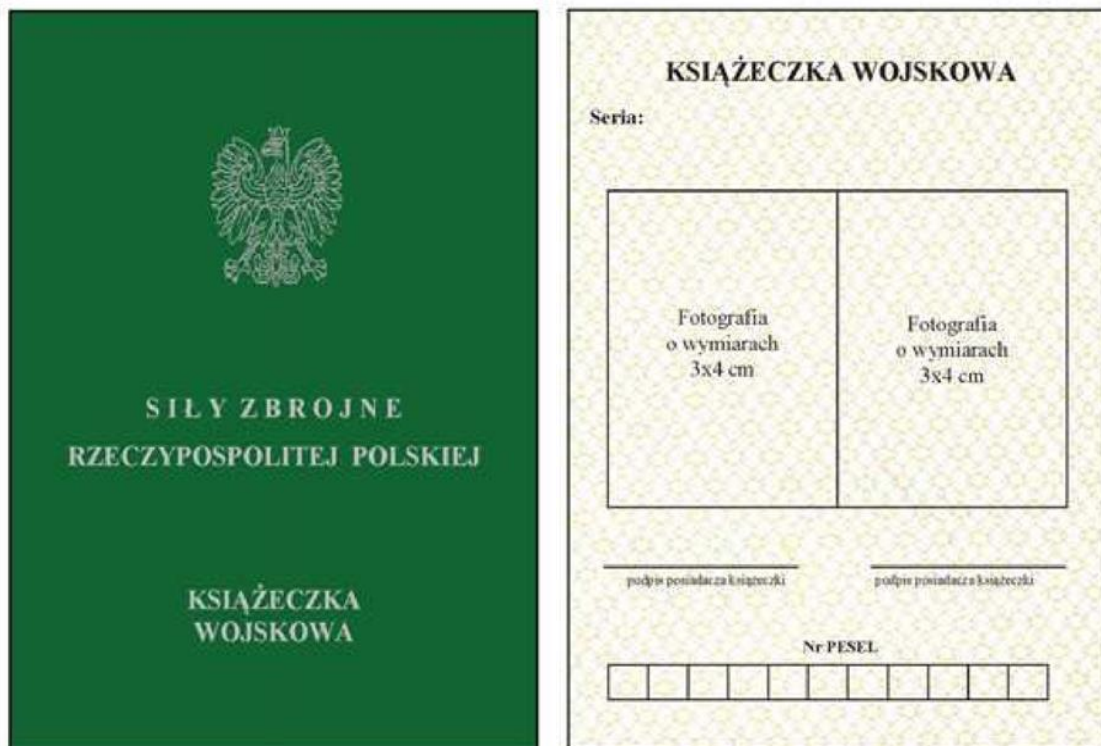 SIŁY ZBROJNE
RZECZYPOSPOLITEJ POLSKIEJ
KSIĄŻECZKA
WOJSKOWA
KSIĄŻECZKA WOJSKOWA
Seria:
Fotografia
o wymiarach
3x4 cm
Fotografia
o wymiarach
3x4 cm
podpis posiadacza książeczki
podpis posiadacza książeczki
Nr PESEL